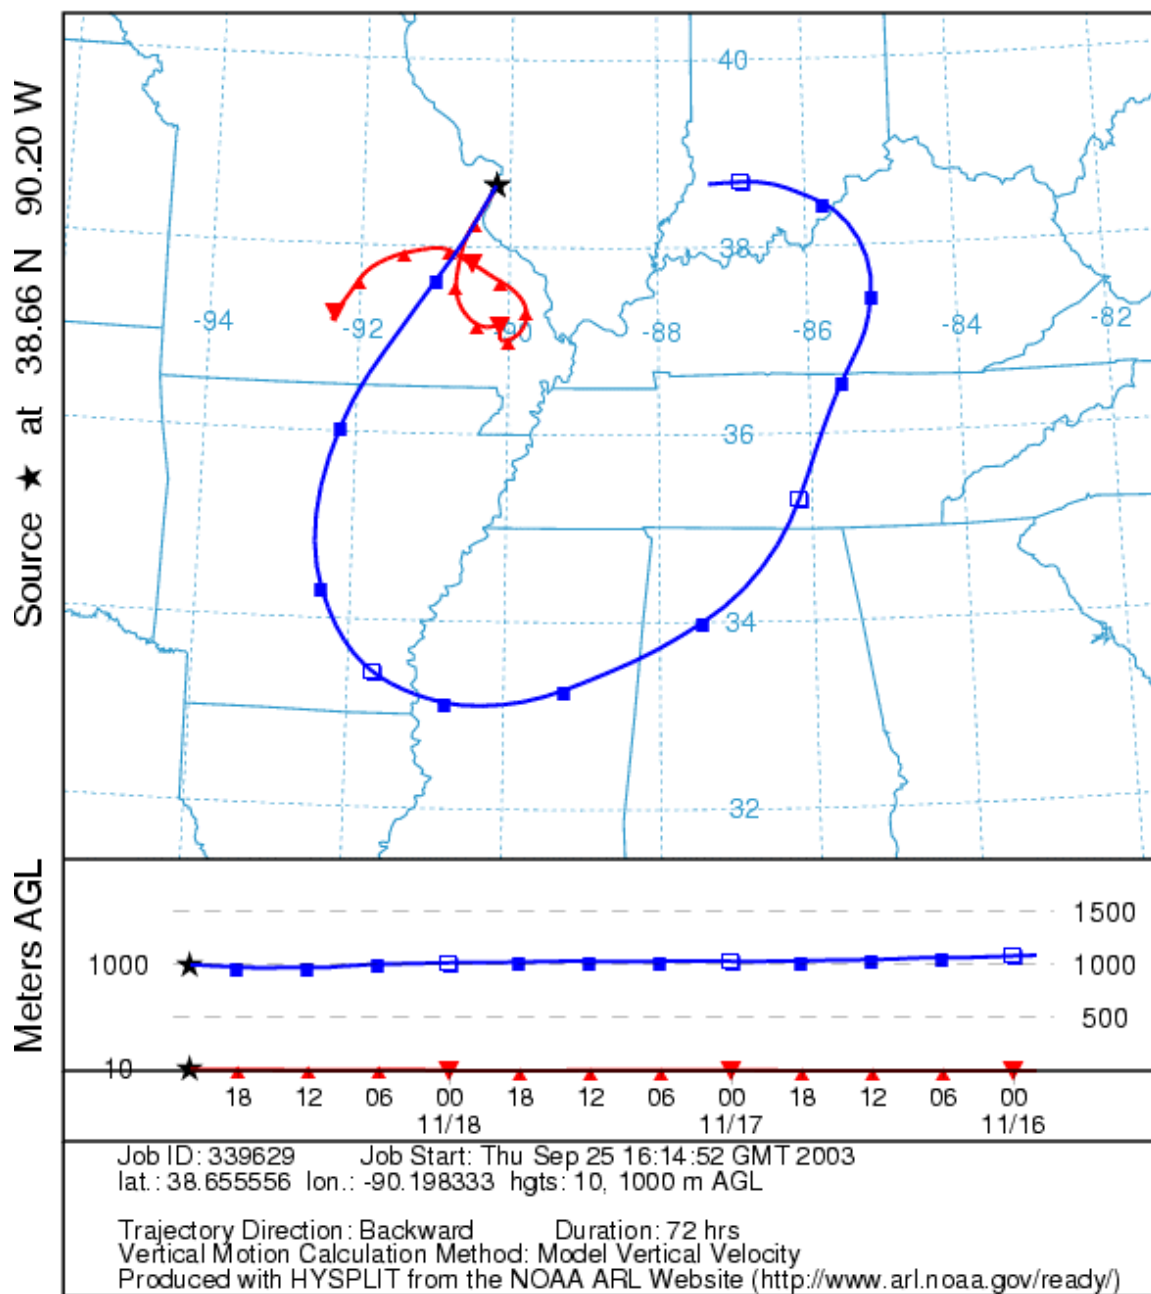 Source ★ at 38.66 N 90.20 W
40
38
-94
-92
-90
-88
-86
-84
-82
36
34
32
Meters AGL
1500
1000
1000
500
10
18 12 06 00 18 12 06 00 18 12 06 00
11/18 11/17 11/16
Job ID: 339629 Job Start: Thu Sep 25 16:14:52 GMT 2003
lat.: 38.655556 lon.: -90.198333 hgts: 10, 1000 m AGL
Trajectory Direction: Backward Duration: 72 hrs
Vertical Motion Calculation Method: Model Vertical Velocity
Produced with HYSPLIT from the NOAA ARL Website (http://www.arl.noaa.gov/ready/)